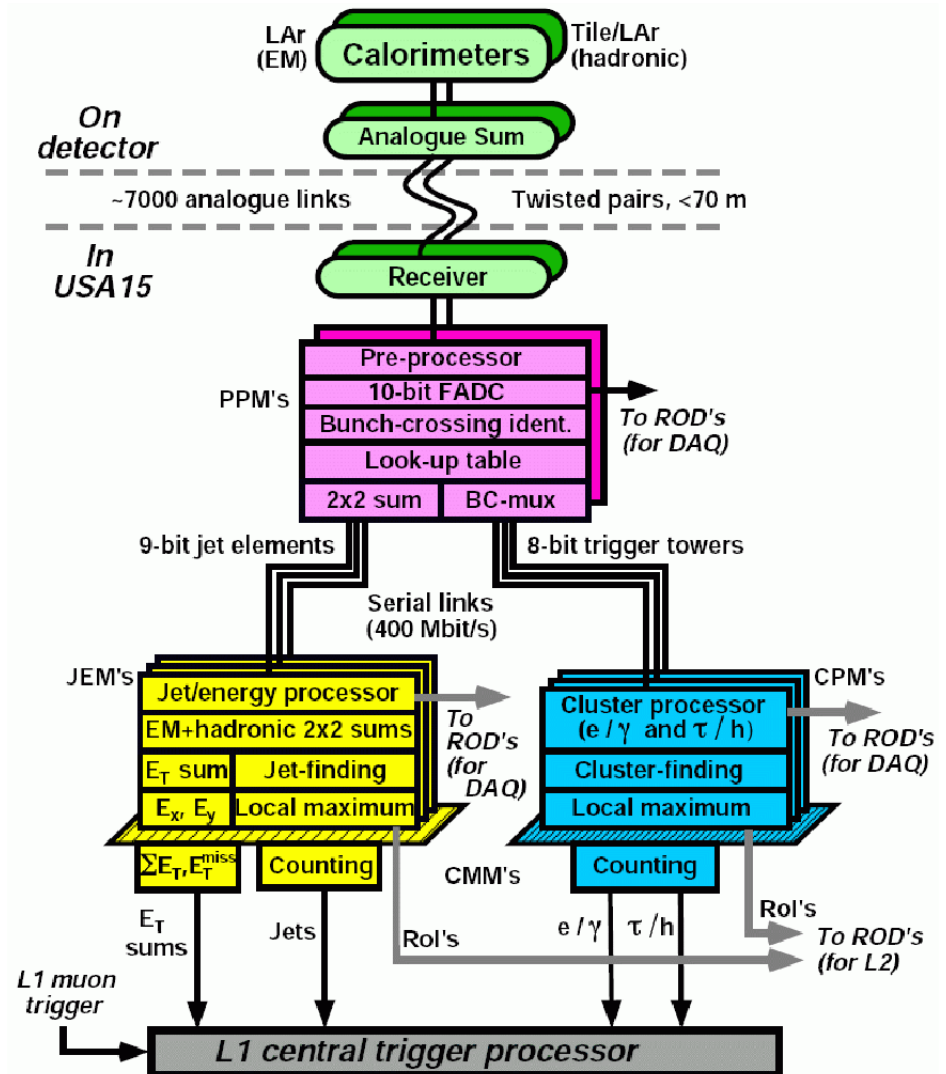 LAr
(EM)
Calorimeters
Tile/LAr
(hadronic)
On
detector
Analogue Sum
~7000 analogue links
Twisted pairs, <70 m
In
USA15
Receiver
PPM's
Pre-processor
10-bit FADC
Bunch-crossing ident.
Look-up table
2x2 sum
BC-mux
To ROD's
(for DAQ)
9-bit jet elements
8-bit trigger towers
Serial links
(400 Mbit/s)
JEM's
Jet/energy processor
EM+hadronic 2x2 sums
ET sum
Jet-finding
Ex, Ey
Local maximum
To
ROD's
(for
DAQ)
CPM's
Cluster processor
(e / γ and τ / h)
Cluster-finding
Local maximum
To ROD's
(for DAQ)
ΣET, ETmiss
Counting
CMM's
Counting
ET
sums
Jets
RoI's
e / γ
τ / h
RoI's
To ROD's
(for L2)
L1 muon
trigger
L1 central trigger processor